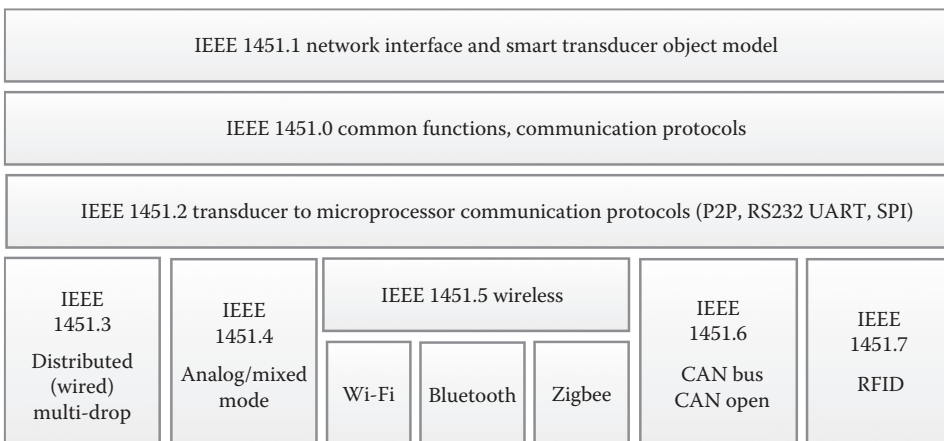 IEEE 1451.1 network interface and smart transducer object model
IEEE 1451.0 common functions, communication protocols
IEEE 1451.2 transducer to microprocessor communication protocols (P2P, RS232 UART, SPI)
IEEE
1451.3
Distributed
(wired)
multi-drop
IEEE
1451.4
Analog/mixed
mode
IEEE 1451.5 wireless
Wi-Fi
Bluetooth
Zigbee
IEEE
1451.6
CAN bus
CAN open
IEEE
1451.7
RFID